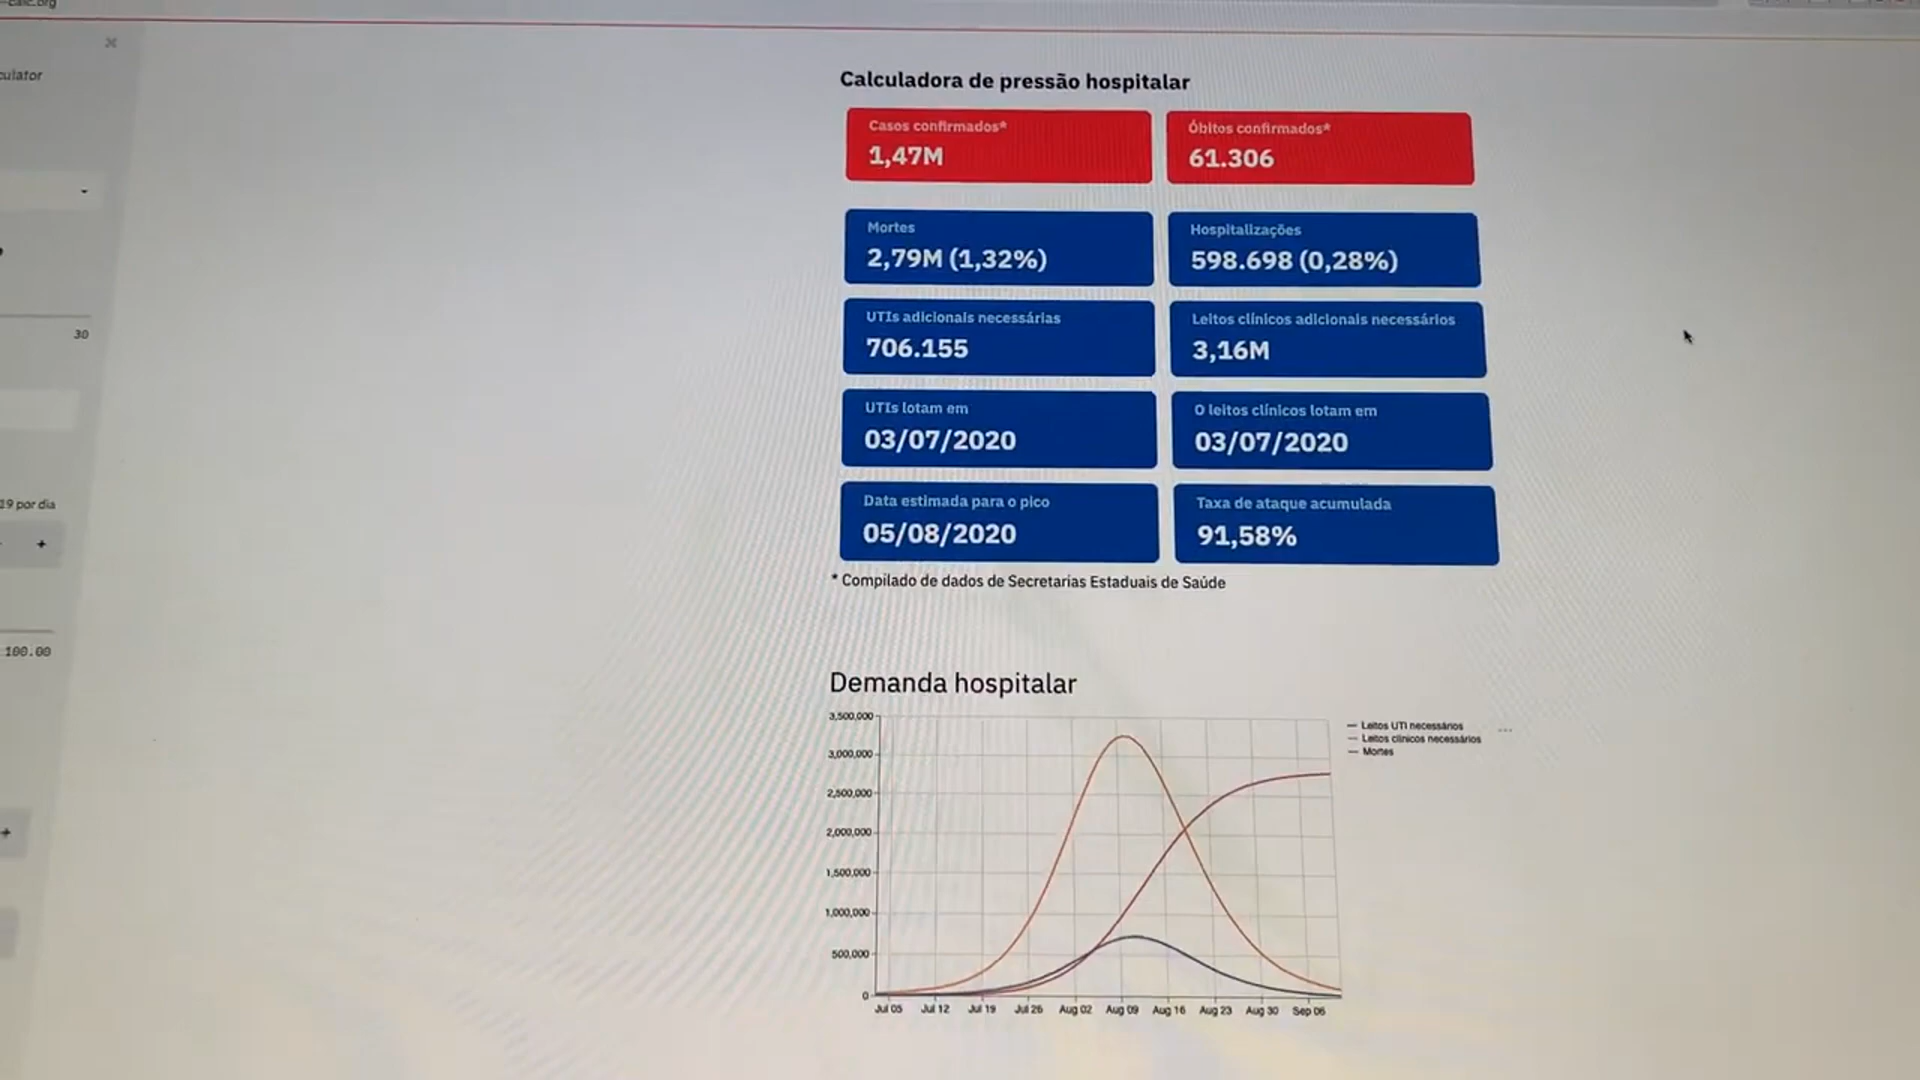 -calc.org
culator
Calculadora de pressão hospitalar
Casos confirmados*
1,47M
Óbitos confirmados*
61.306
Mortes
2,79M (1,32%)
Hospitalizações
598.698 (0,28%)
UTIs adicionais necessárias
706.155
Leitos clínicos adicionais necessários
3,16M
30
UTIs lotam em
03/07/2020
O leitos clínicos lotam em
03/07/2020
19 por dia
+
Data estimada para o pico
05/08/2020
Taxa de ataque acumulada
91,58%
* Compilado de dados de Secretarias Estaduais de Saúde
100.00
+
Demanda hospitalar
3,500,000
3,000,000
2,500,000
2,000,000
1,500,000
1,000,000
500,000
0
Jul 05 Jul 12 Jul 19 Jul 26 Aug 02 Aug 09 Aug 16 Aug 23 Aug 30 Sep 06
Leitos UTI necessários
Leitos clínicos necessários
Mortes